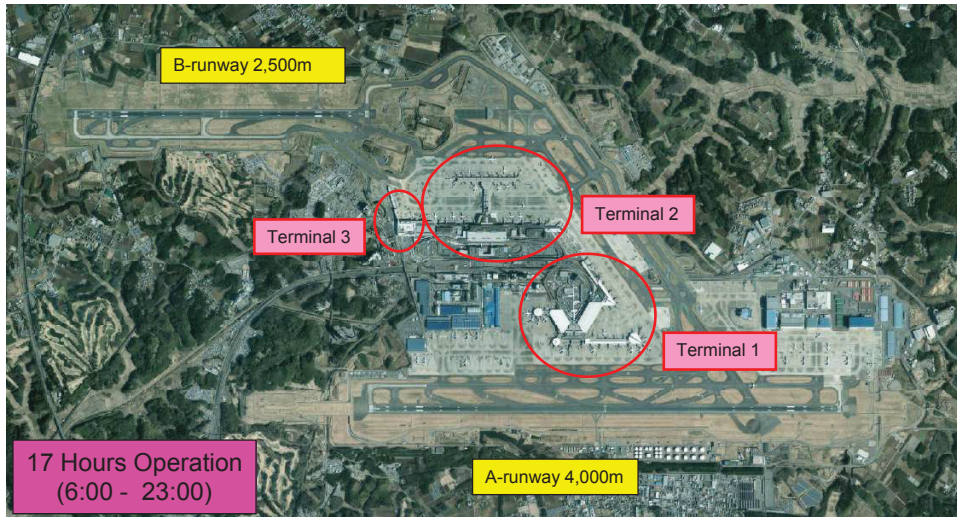 B-runway 2,500m
Terminal 2
Terminal 3
Terminal 1
17 Hours Operation
(6:00 - 23:00)
A-runway 4,000m